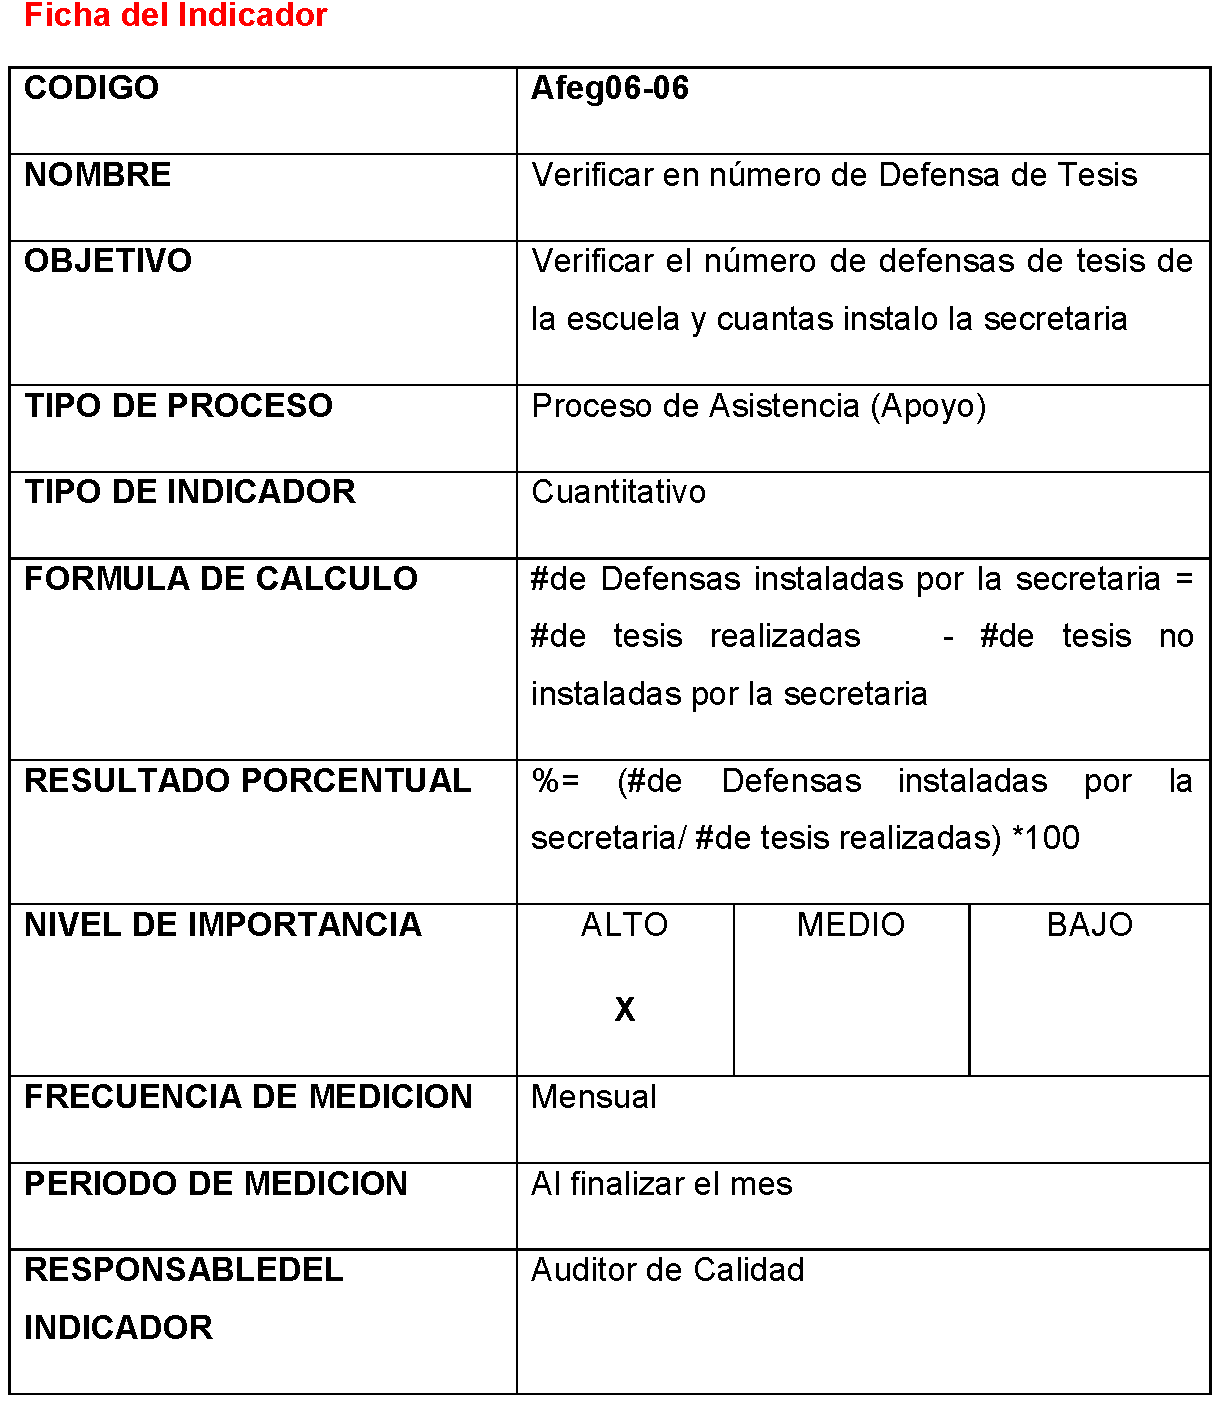 Ficha del Indicador
CODIGO Afeg06-06
NOMBRE Verificar en número de Defensa de Tesis
OBJETIVO Verificar el número de defensas de tesis de
la escuela y cuantas instalo la secretaria
TIPO DE PROCESO Proceso de Asistencia (Apoyo)
TIPO DE INDICADOR Cuantitativo
FORMULA DE CALCULO #de Defensas instaladas por la secretaria =
#de tesis realizadas - #de tesis no
instaladas por la secretaria
RESULTADO PORCENTUAL %= (#de Defensas instaladas por la
secretaria/ #de tesis realizadas) *100
NIVEL DE IMPORTANCIA ALTO MEDIO BAJO
X
FRECUENCIA DE MEDICION Mensual
PERIODO DE MEDICION Al finalizar el mes
RESPONSABLEDEL Auditor de Calidad
INDICADOR